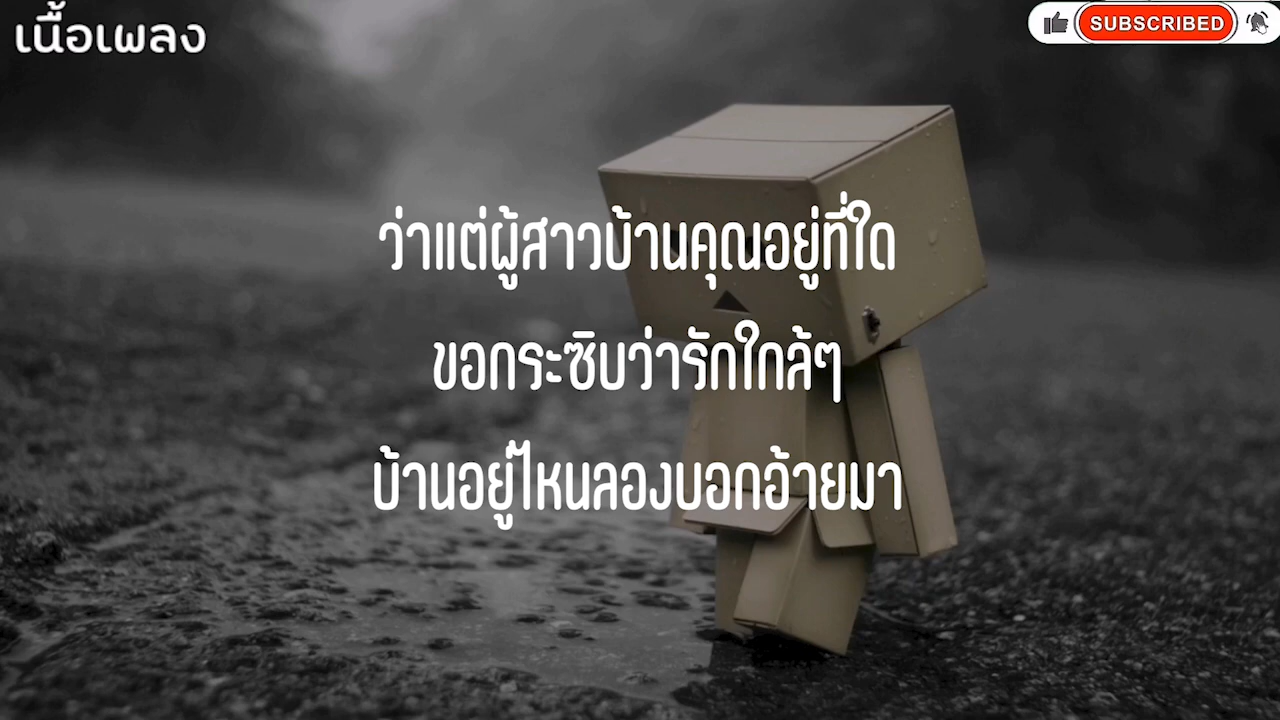 เนื้อเพลง
SUBSCRIBED
ว่าแต่ผู้สาวบ้านคุณอยู่ที่ใด
ขอกระซิบว่ารักใกล้ๆ
บ้านอยู่ไหนลองบอกอ้ายมา